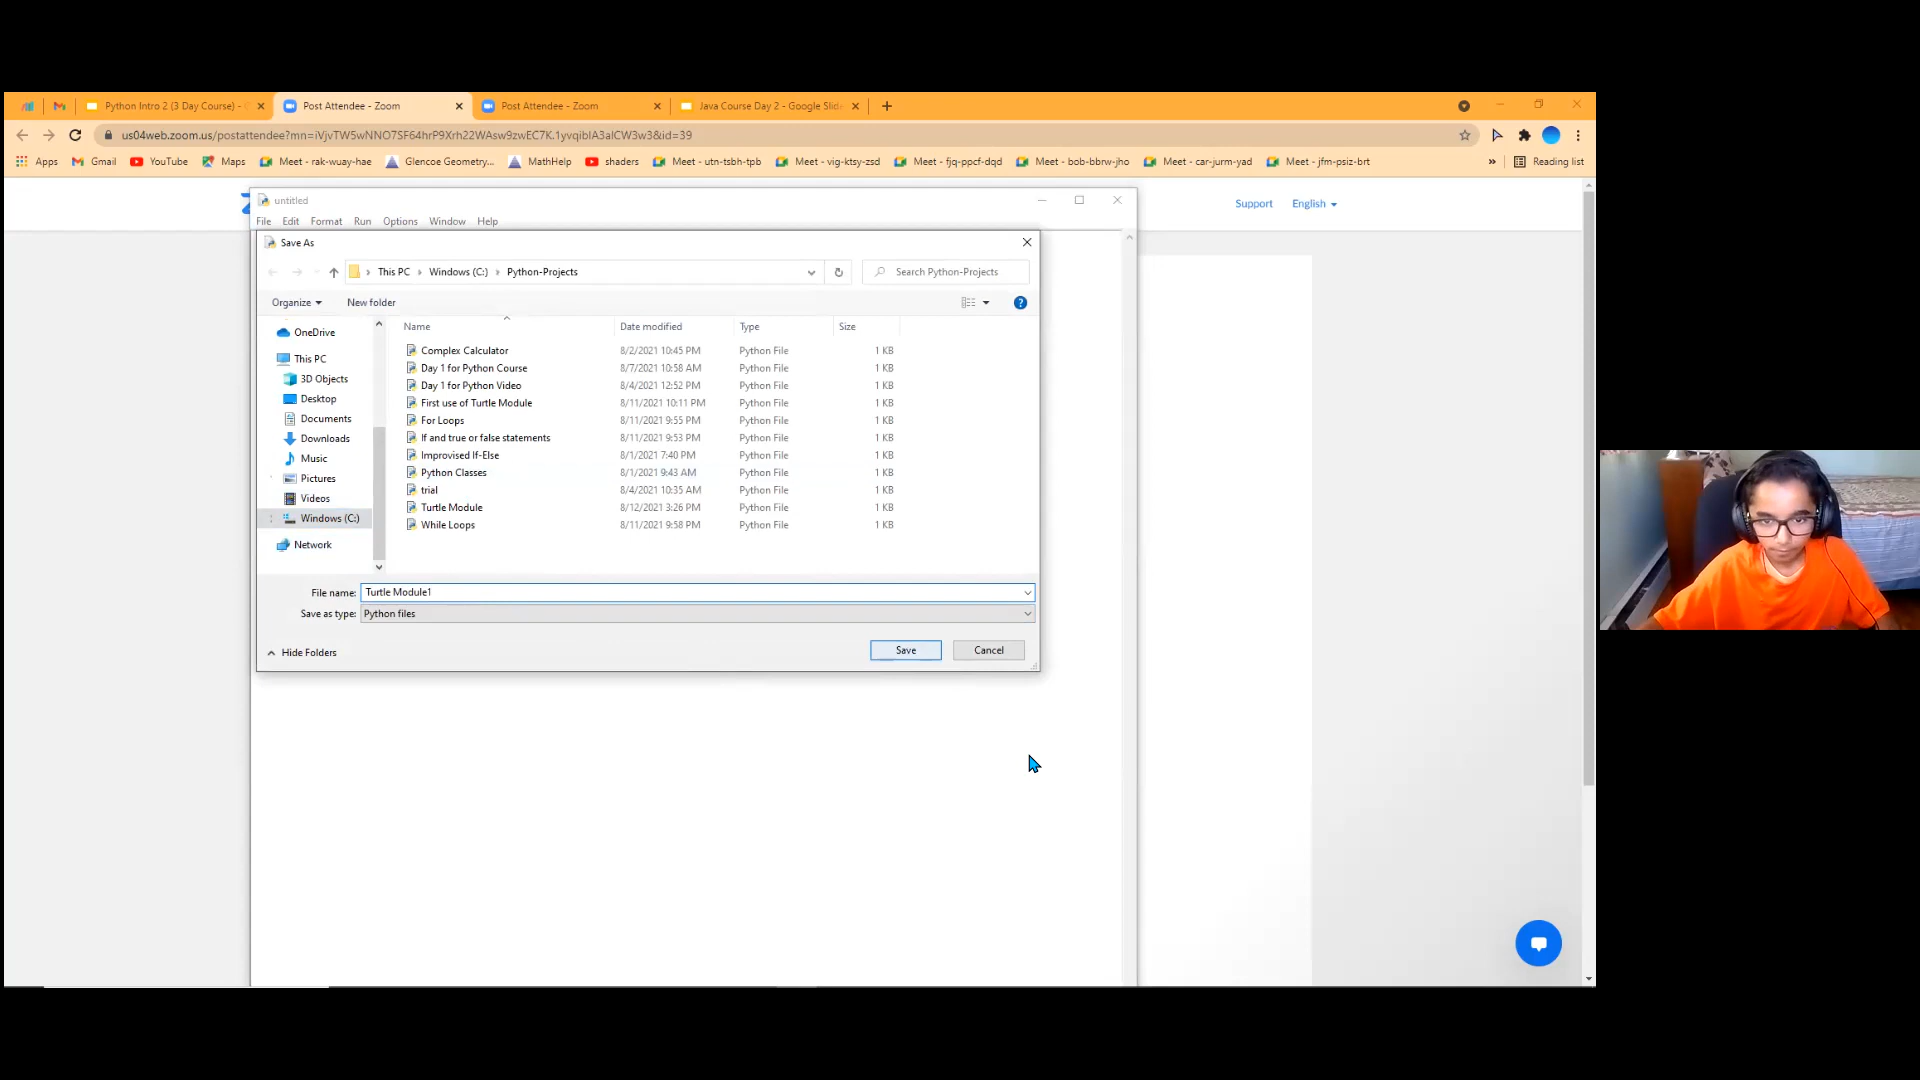 Python Intro 2 (3 Day Course) -
Post Attendee - Zoom
Post Attendee - Zoom
Java Course Day 2 - Google Slid
us04web.zoom.us/postattendee?mn=iVjvTW5wNNO7SF64hrP9Xrh22WAsw9zwEC7K.1yvqibIA3alCW3w3&id=39
Apps
Gmail
YouTube
Maps
Meet - rak-wuay-hae
Glencoe Geometry...
MathHelp
shaders
Meet - utn-tsbh-tpb
Meet - vig-ktsy-zsd
Meet - fjq-ppcf-dqd
Meet - bob-bbrw-jho
Meet - car-jurm-yad
Meet - jfm-psiz-brt
»
Reading list
untitled
Support
English
File Edit Format Run Options Window Help
Save As
This PC › Windows (C:) › Python-Projects
Search Python-Projects
Organize
New folder
Name Date modified Type Size
OneDrive
This PC
3D Objects
Desktop
Documents
Downloads
Music
Pictures
Videos
Windows (C:)
Network
Complex Calculator 8/2/2021 10:45 PM Python File 1 KB
Day 1 for Python Course 8/7/2021 10:58 AM Python File 1 KB
Day 1 for Python Video 8/4/2021 12:52 PM Python File 1 KB
First use of Turtle Module 8/11/2021 10:11 PM Python File 1 KB
For Loops 8/11/2021 9:55 PM Python File 1 KB
If and true or false statements 8/11/2021 9:53 PM Python File 1 KB
Improvised If-Else 8/1/2021 7:40 PM Python File 1 KB
Python Classes 8/1/2021 9:43 AM Python File 1 KB
trial 8/4/2021 10:35 AM Python File 1 KB
Turtle Module 8/12/2021 3:26 PM Python File 1 KB
While Loops 8/11/2021 9:58 PM Python File 1 KB
File name: Turtle Module1
Save as type: Python files
Hide Folders
Save
Cancel